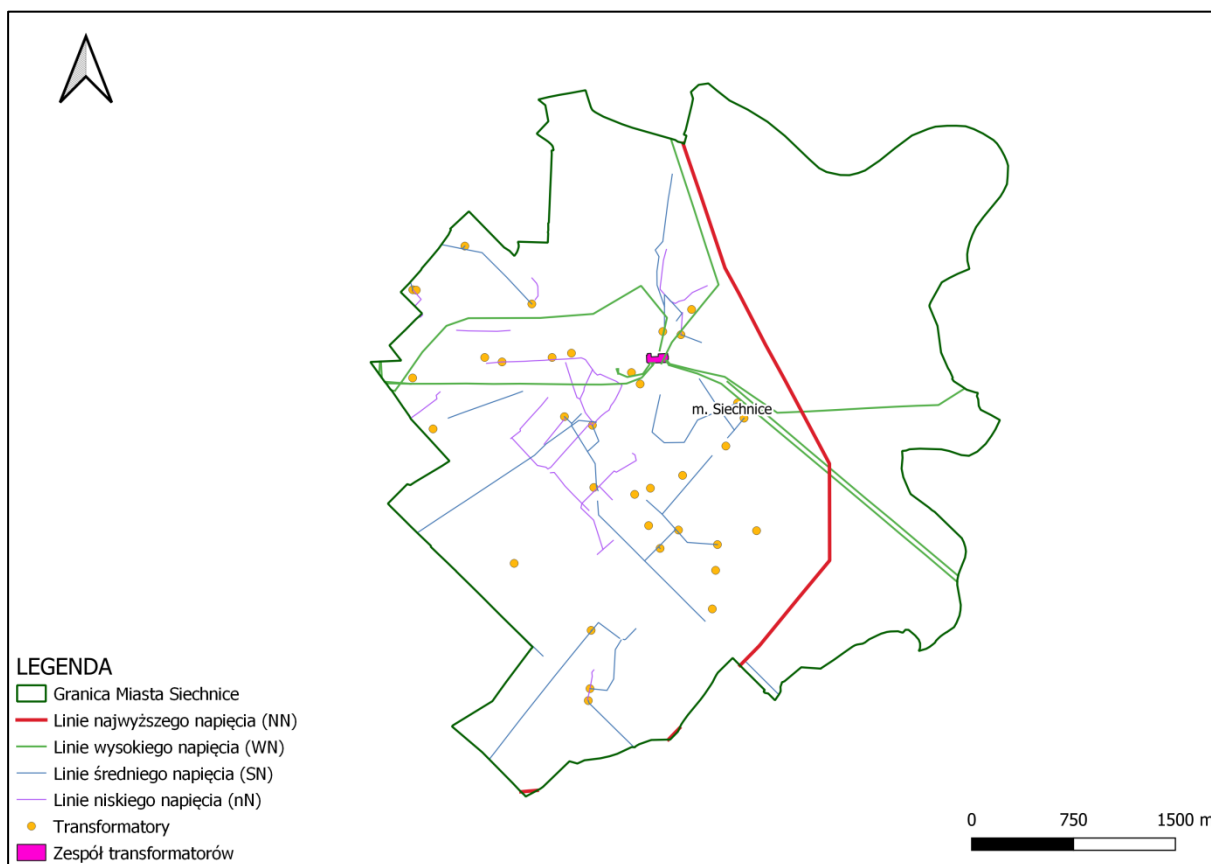 m. Siechnice
LEGENDA
Granica Miasta Siechnice
Linie najwyższego napięcia (NN)
Linie wysokiego napięcia (WN)
Linie średniego napięcia (SN)
Linie niskiego napięcia (nN)
Transformatory
Zespół transformatorów
0 750 1500 m